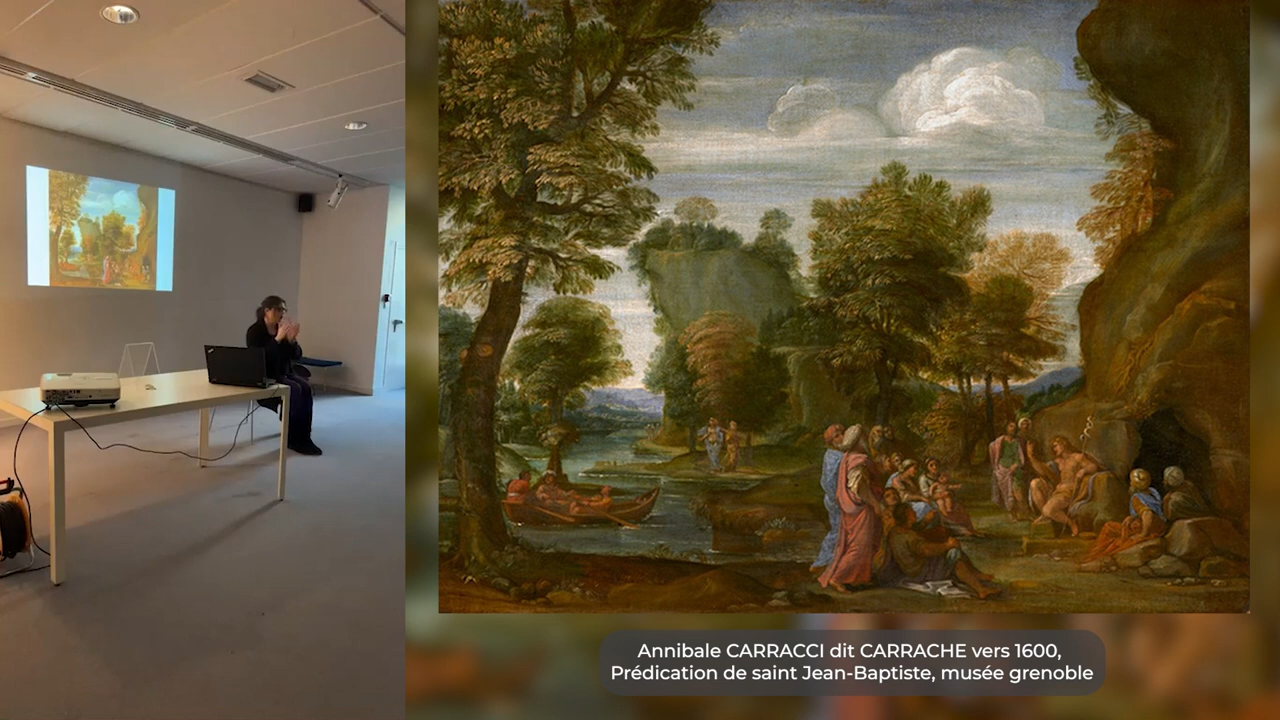 Annibale CARRACCI dit CARRACHE vers 1600,
Prédication de saint Jean-Baptiste, musée grenoble